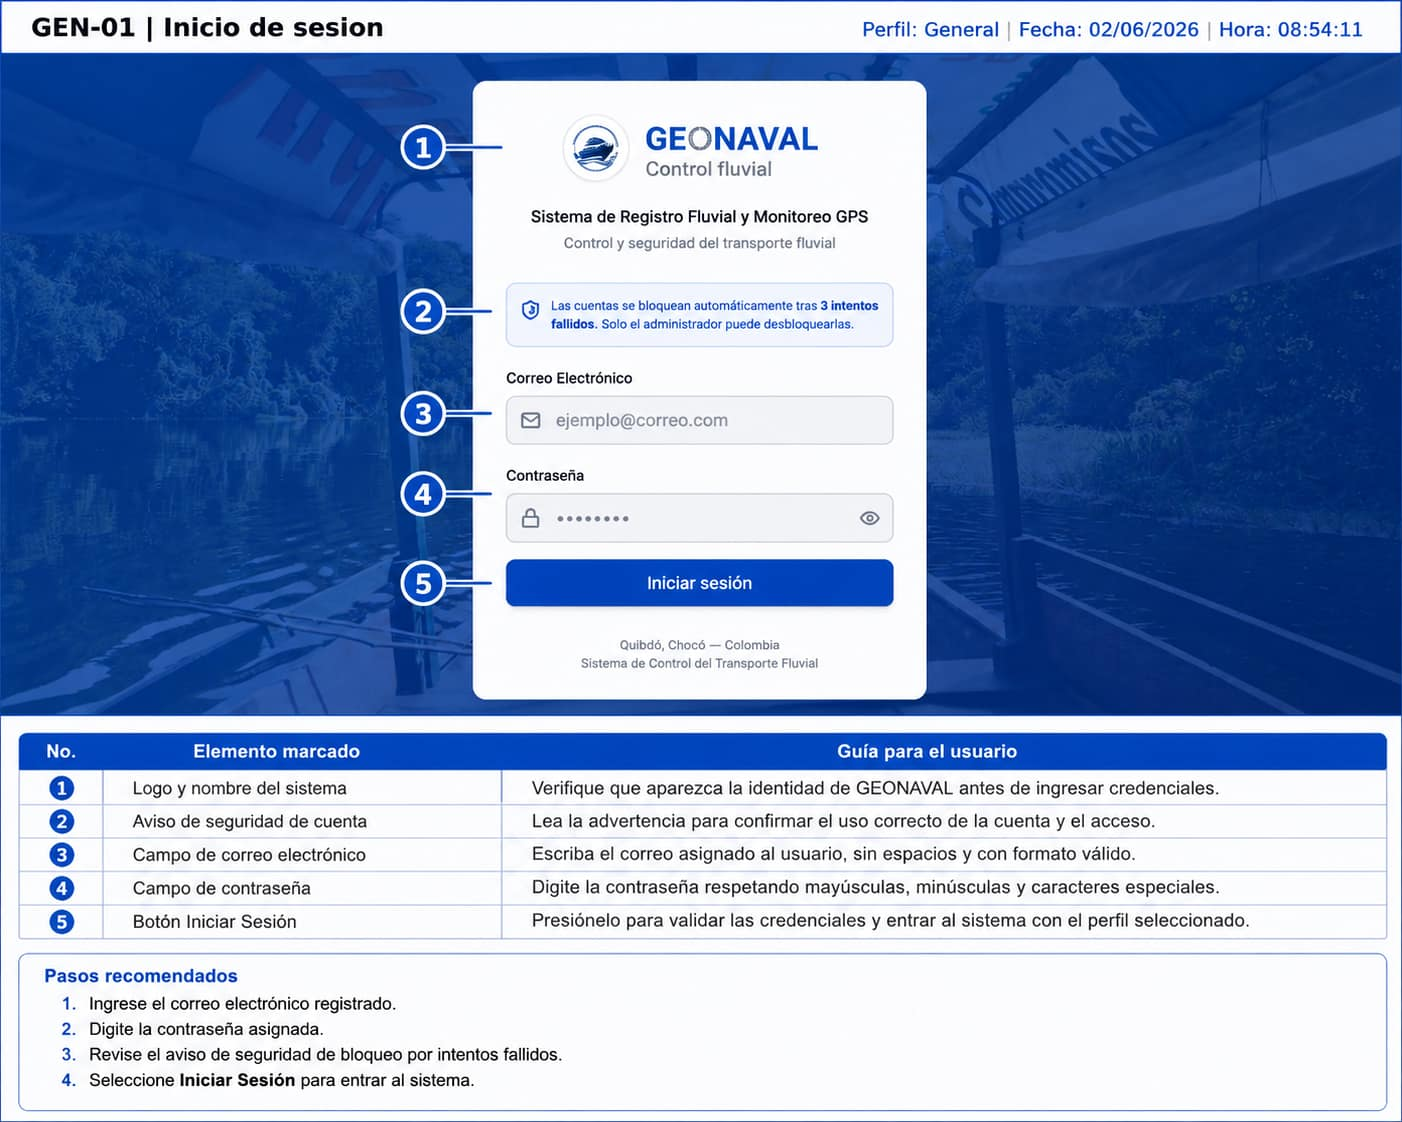 GEN-01 | Inicio de sesion
Perfil: General | Fecha: 02/06/2026 | Hora: 08:54:11
1
GEONAVAL
Control fluvial
Sistema de Registro Fluvial y Monitoreo GPS
Control y seguridad del transporte fluvial
2
Las cuentas se bloquean automáticamente tras 3 intentos
fallidos. Solo el administrador puede desbloquearlas.
Correo Electrónico
3
ejemplo@correo.com
Contraseña
4
••••••••
5
Iniciar sesión
Quibdó, Chocó — Colombia
Sistema de Control del Transporte Fluvial
No. Elemento marcado Guía para el usuario
1 Logo y nombre del sistema Verifique que aparezca la identidad de GEONAVAL antes de ingresar credenciales.
2 Aviso de seguridad de cuenta Lea la advertencia para confirmar el uso correcto de la cuenta y el acceso.
3 Campo de correo electrónico Escriba el correo asignado al usuario, sin espacios y con formato válido.
4 Campo de contraseña Digite la contraseña respetando mayúsculas, minúsculas y caracteres especiales.
5 Botón Iniciar Sesión Presiónelo para validar las credenciales y entrar al sistema con el perfil seleccionado.
Pasos recomendados
1. Ingrese el correo electrónico registrado.
2. Digite la contraseña asignada.
3. Revise el aviso de seguridad de bloqueo por intentos fallidos.
4. Seleccione Iniciar Sesión para entrar al sistema.